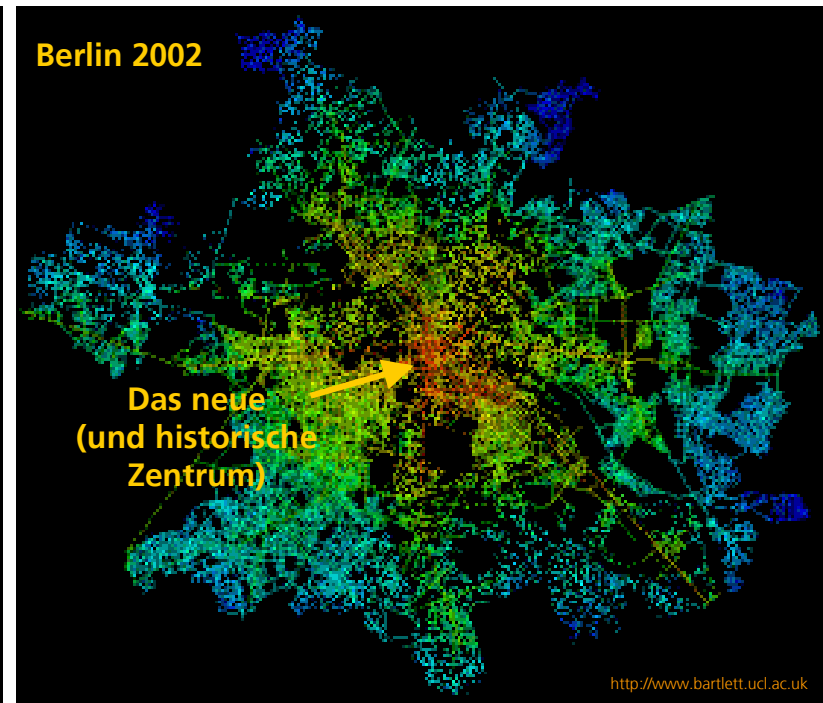 Berlin 2002
Das neue
(und historische
Zentrum)
http://www.bartlett.ucl.ac.uk